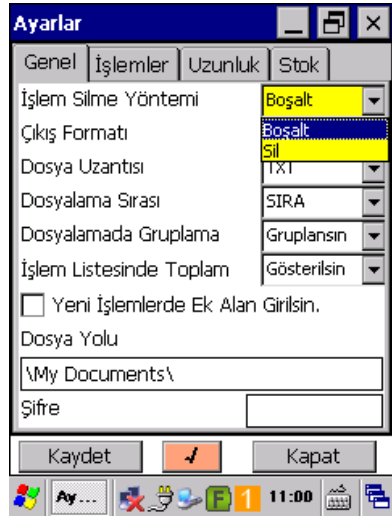 Ayarlar
Genel İşlemler Uzunluk Stok
İşlem Silme Yöntemi Boşalt
Çıkış Formatı Boşalt
Sil
Dosya Uzantısı TXT
Dosyalama Sırası SIRA
Dosyalamada Gruplama Gruplansın
İşlem Listesinde Toplam Gösterilsin
Yeni İşlemlerde Ek Alan Girilsin.
Dosya Yolu
\My Documents\
Şifre
Kaydet Kapat
Ay... F 1 11:00